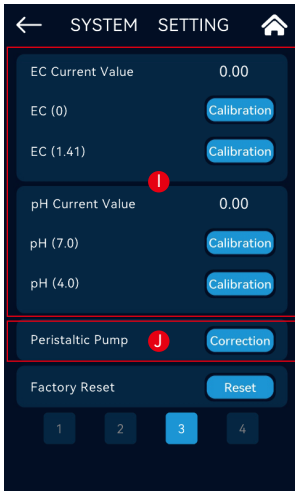 SYSTEM SETTING
EC Current Value 0.00
EC (0) Calibration
EC (1.41) Calibration
I
pH Current Value 0.00
pH (7.0) Calibration
pH (4.0) Calibration
Peristaltic Pump J Correction
Factory Reset Reset
1 2 3 4